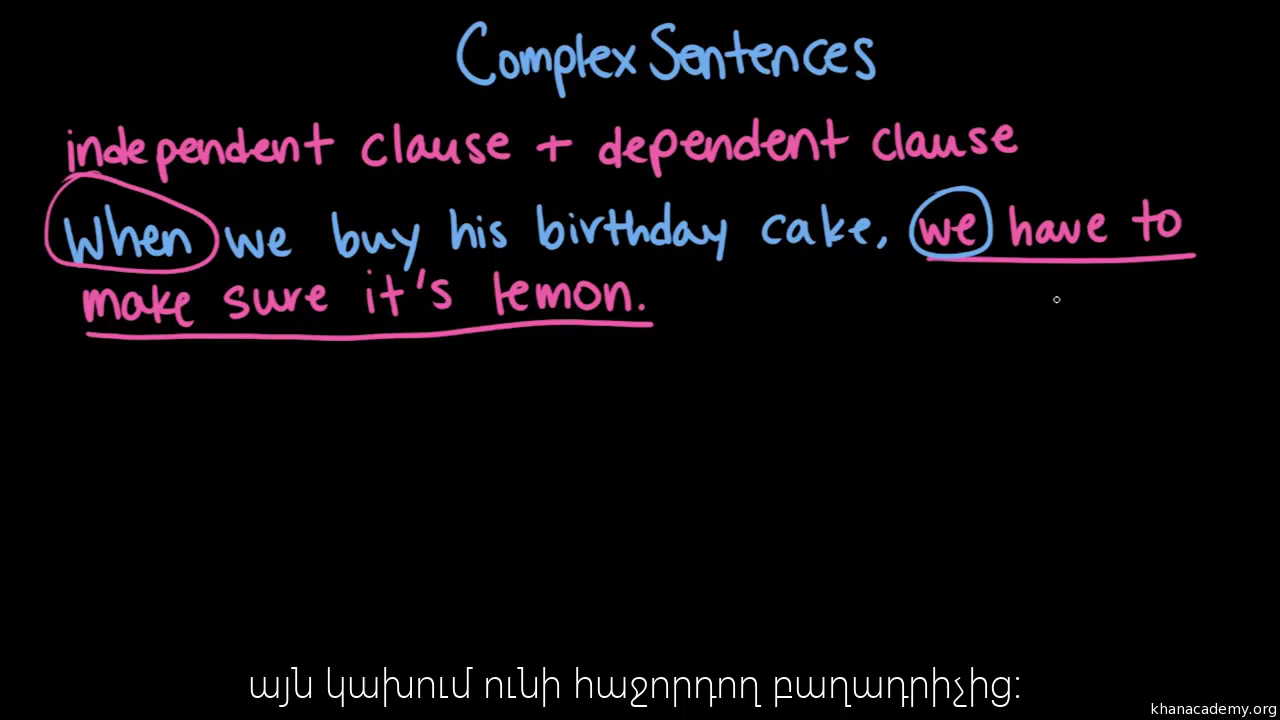 Complex Sentences
independent clause + dependent clause
When we buy his birthday cake, we have to
make sure it's lemon.
այն կախում ունի հաջորդող բաղադրիչից:
khanacademy.org